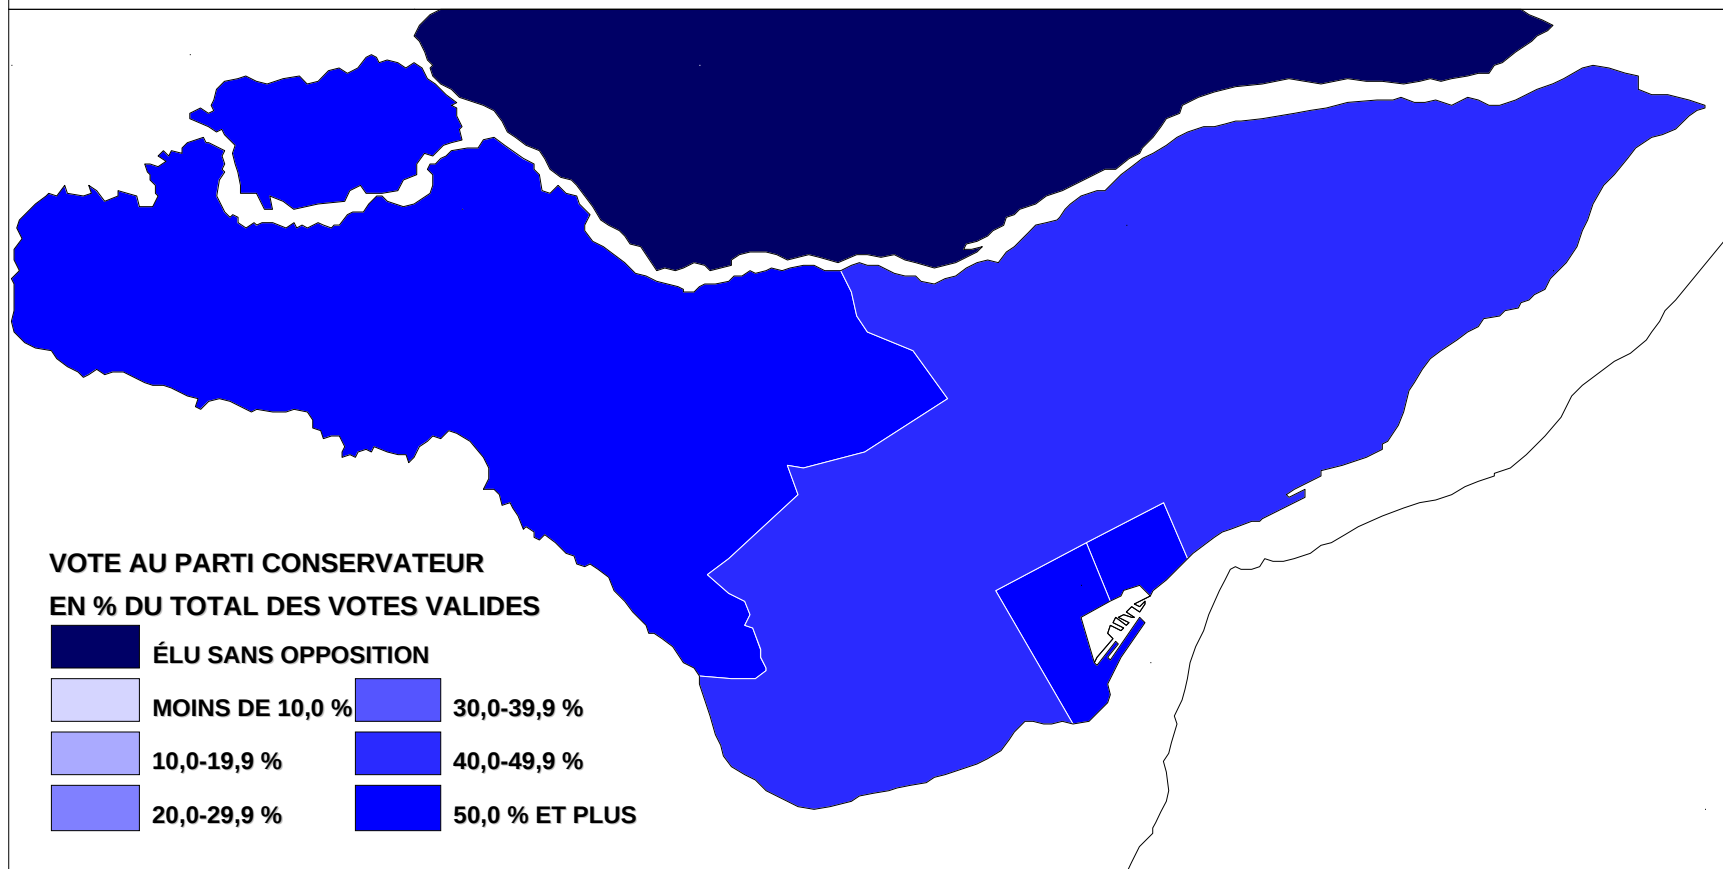 VOTE AU PARTI CONSERVATEUR
EN % DU TOTAL DES VOTES VALIDES
ÉLU SANS OPPOSITION
MOINS DE 10,0 %
30,0-39,9 %
10,0-19,9 %
40,0-49,9 %
20,0-29,9 %
50,0 % ET PLUS